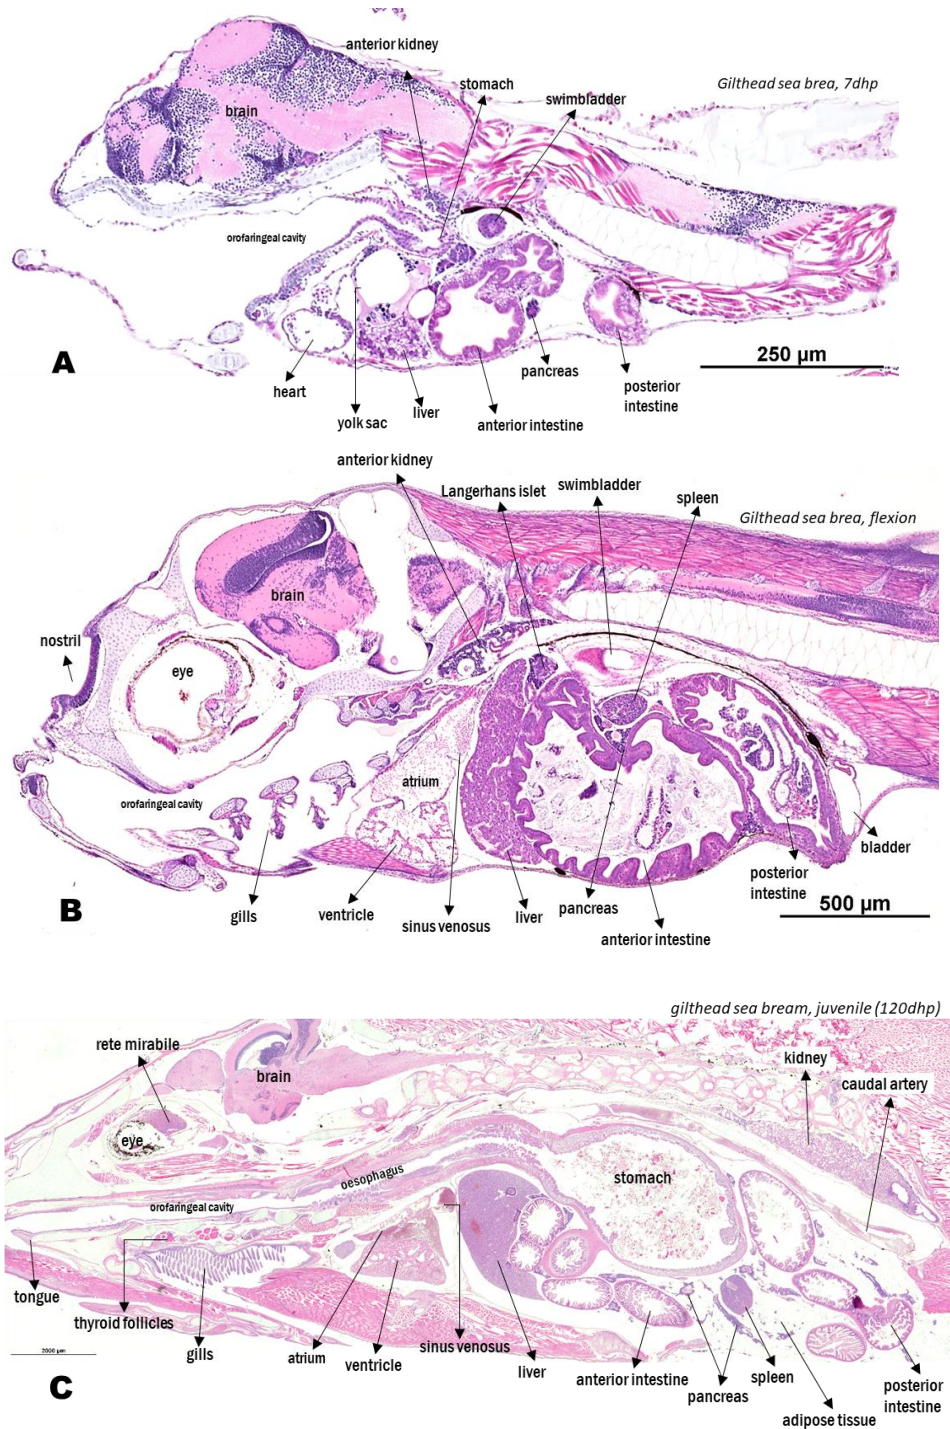 anterior kidney
stomach
Gilthead sea brea, 7dhp
swimbladder
brain
orofaringeal cavity
250 µm
A
heart
pancreas
posterior
intestine
yolk sac
liver
anterior intestine
anterior kidney
Langerhans islet
swimbladder
spleen
Gilthead sea brea, flexion
brain
nostril
eye
atrium
orofaringeal cavity
bladder
posterior
intestine
B
gills
ventricle
sinus venosus
liver
pancreas
500 µm
anterior intestine
gilthead sea bream, juvenile (120dhp)
rete mirabile
kidney
brain
caudal artery
eye
oesophagus
stomach
orofaringeal cavity
tongue
thyroid follicles
gills
atrium
ventricle
sinus venosus
liver
anterior intestine
pancreas
spleen
adipose tissue
posterior
intestine
2000 µm
C